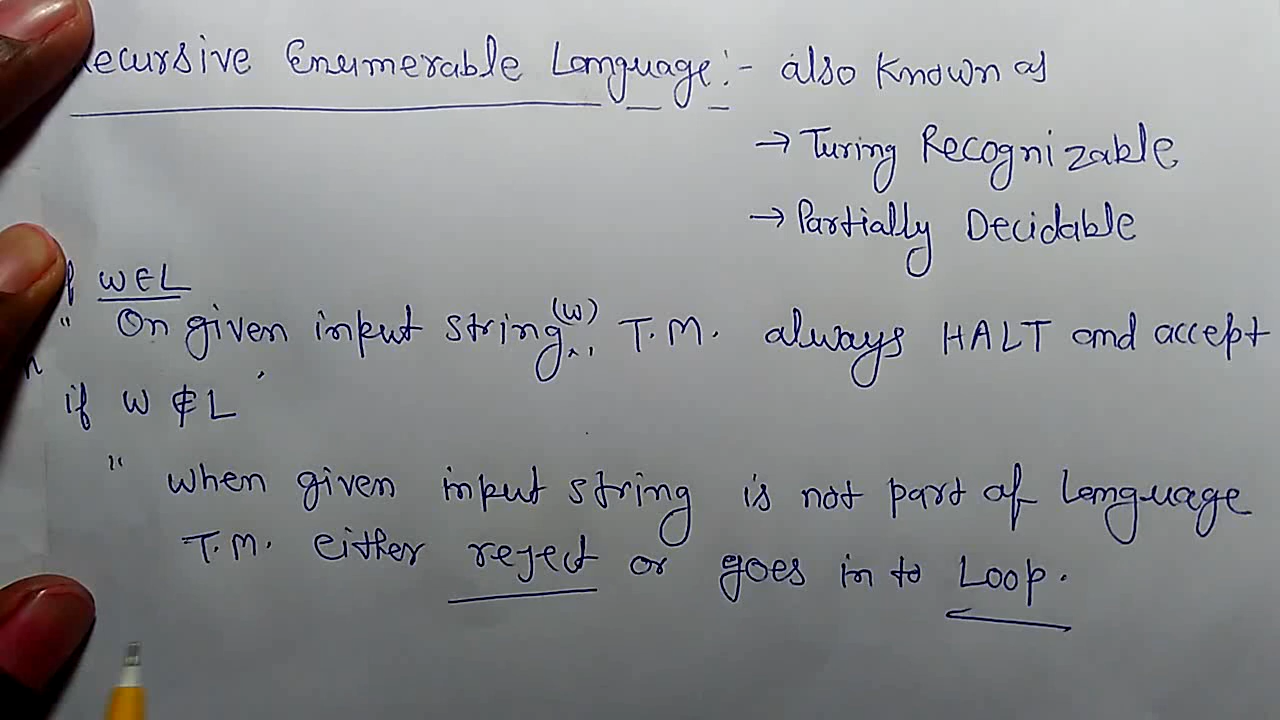 ecursive Enumerable Language :- also known as
→ Turing Recognizable
→ Partially Decidable
f w∈L
" On given input string (w), T.M. always HALT and accept
if w ∉ L
" when given input string is not part of language
T.M. either reject or goes in to Loop.